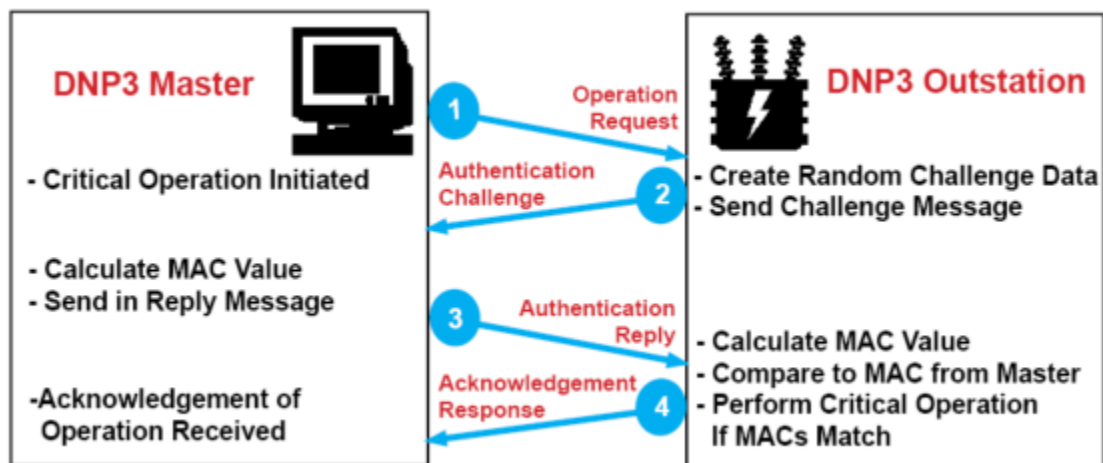 DNP3 Master
- Critical Operation Initiated
- Calculate MAC Value
- Send in Reply Message
-Acknowledgement of
Operation Received
1
Operation
Request
Authentication
Challenge
2
3
Authentication
Reply
Acknowledgement
Response
4
DNP3 Outstation
- Create Random Challenge Data
- Send Challenge Message
- Calculate MAC Value
- Compare to MAC from Master
- Perform Critical Operation
If MACs Match